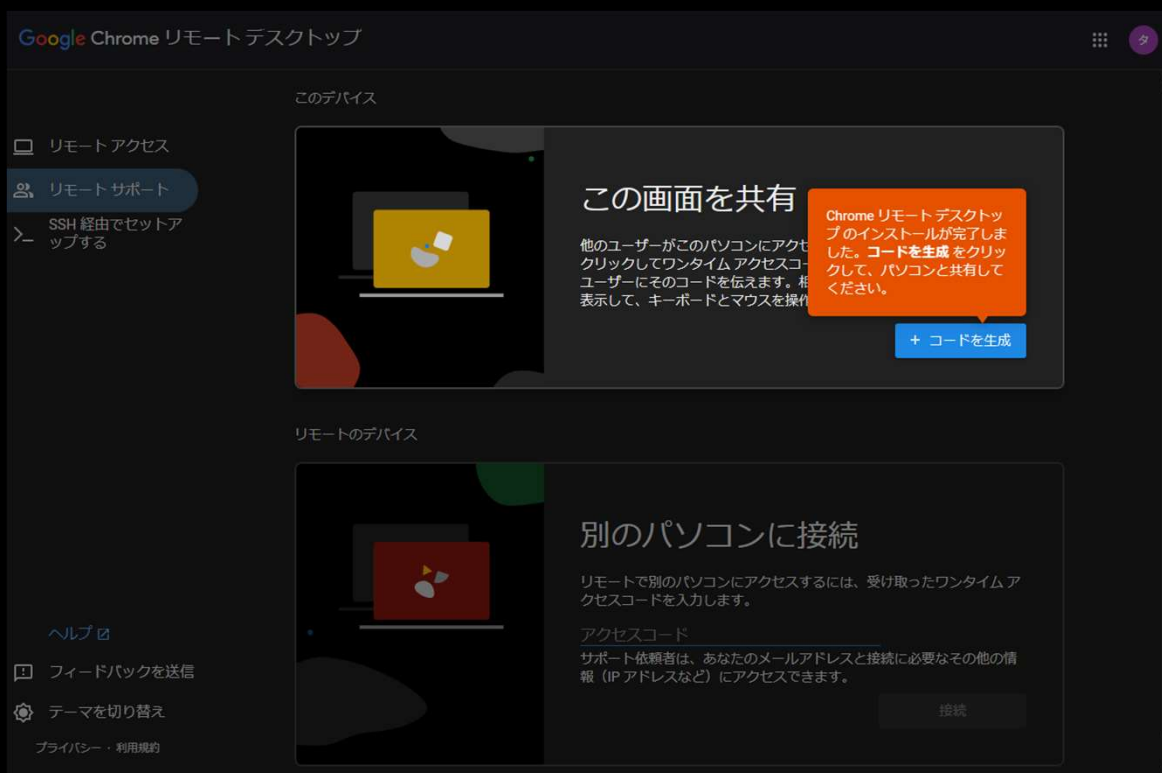 Google Chrome リモート デスクトップ
タ
このデバイス
リモート アクセス
リモート サポート
SSH 経由でセットア
ップする
この画面を共有
他のユーザーがこのパソコンにアクセ
クリックしてワンタイム アクセスコー
ユーザーにそのコードを伝えます。相
表示して、キーボードとマウスを操作
Chrome リモート デスクトッ
プ のインストールが完了しま
した。コードを生成 をクリッ
クして、パソコンと共有して
ください。
+ コードを生成
リモートのデバイス
別のパソコンに接続
リモートで別のパソコンにアクセスするには、受け取ったワンタイム ア
クセスコードを入力します。
アクセスコード
サポート依頼者は、あなたのメールアドレスと接続に必要なその他の情
報（IP アドレスなど）にアクセスできます。
接続
ヘルプ
フィードバックを送信
テーマを切り替え
プライバシー · 利用規約